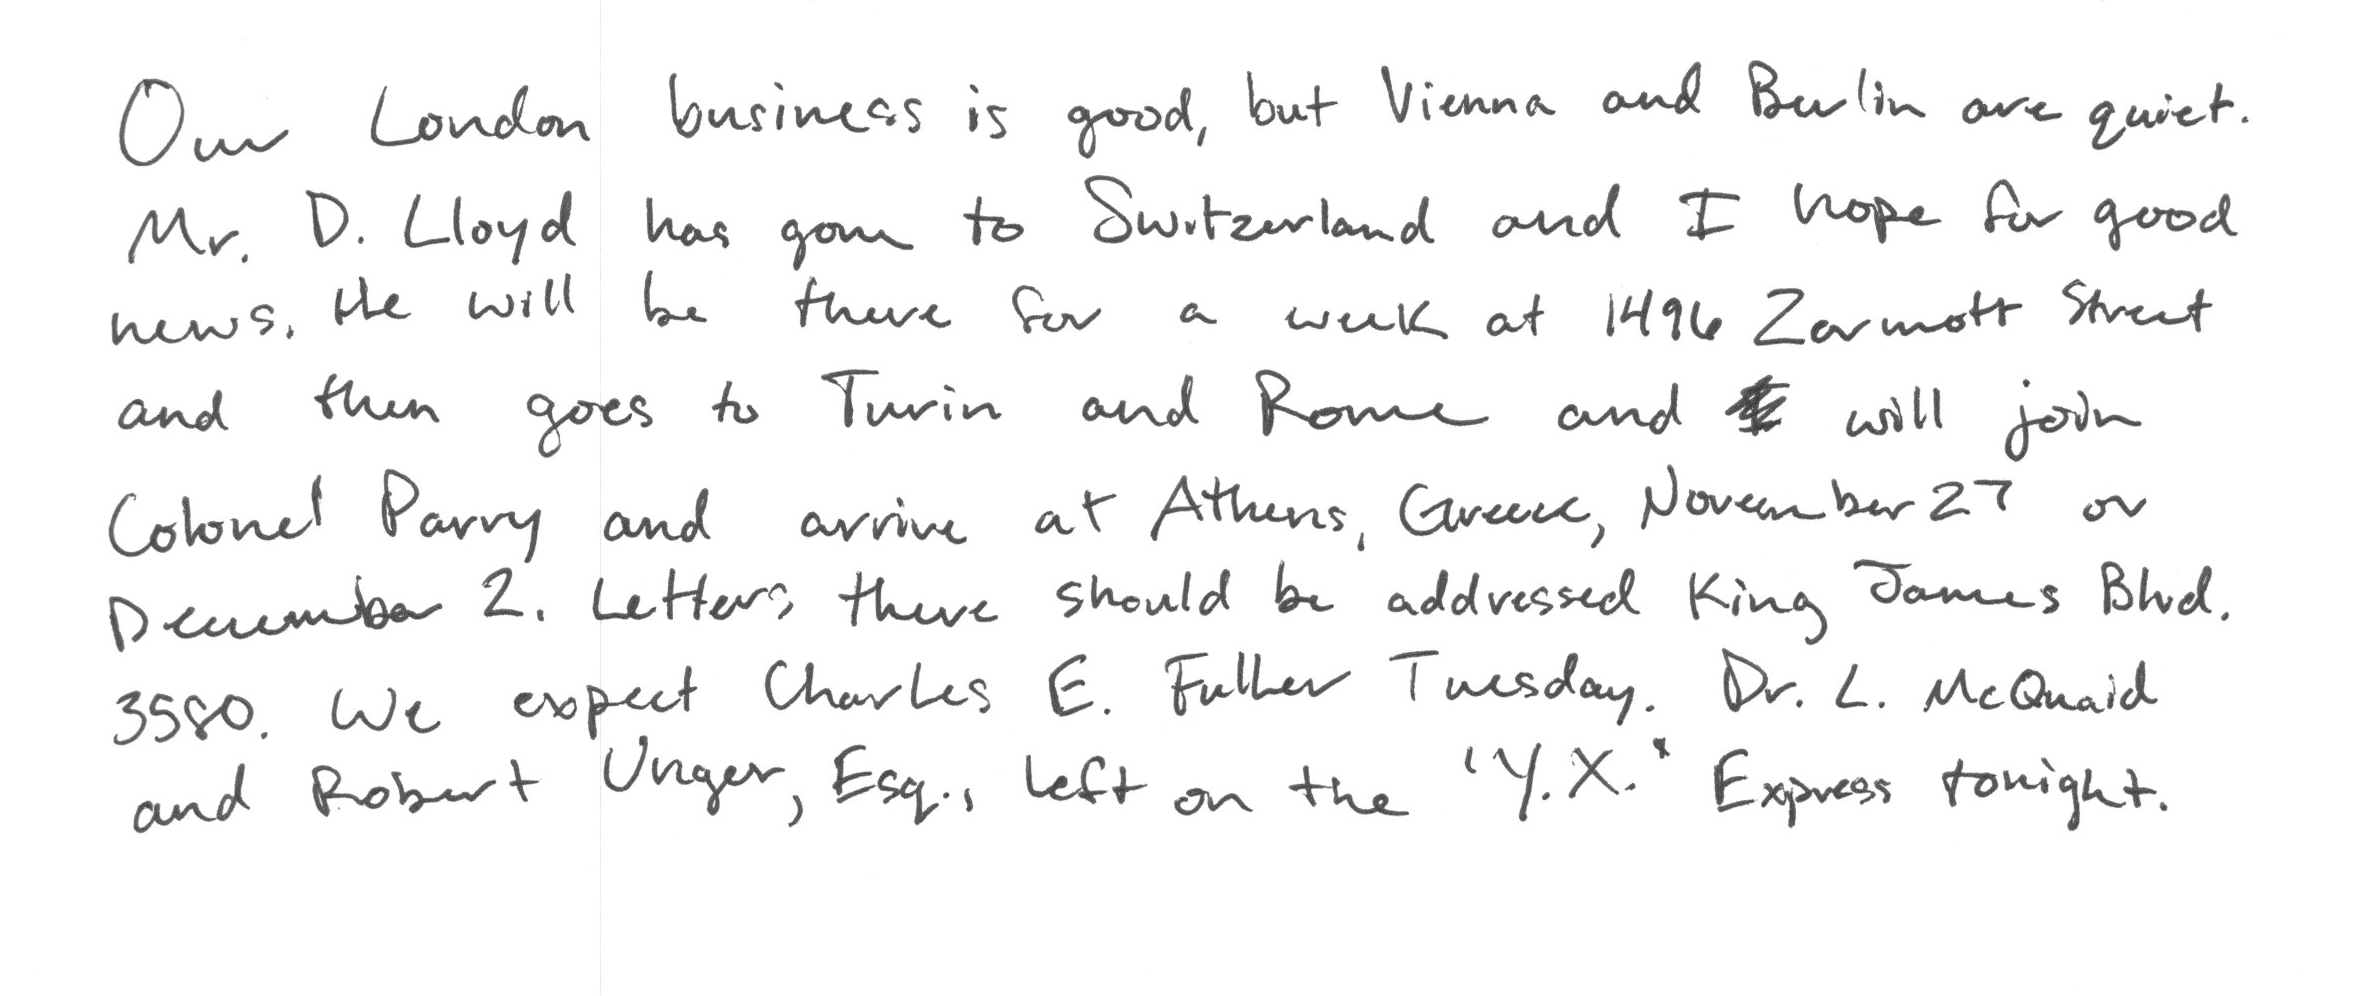 Our London business is good, but Vienna and Berlin are quiet.
Mr. D. Lloyd has gone to Switzerland and I hope for good
news. He will be there for a week at 1496 Zermott Street
and then goes to Turin and Rome and will join
Colonel Parry and arrive at Athens, Greece, November 27 or
December 2. Letters there should be addressed King James Blvd.
3580. We expect Charles E. Fuller Tuesday. Dr. L. McQuaid
and Robert Unger, Esq., left on the "Y.X." Express tonight.